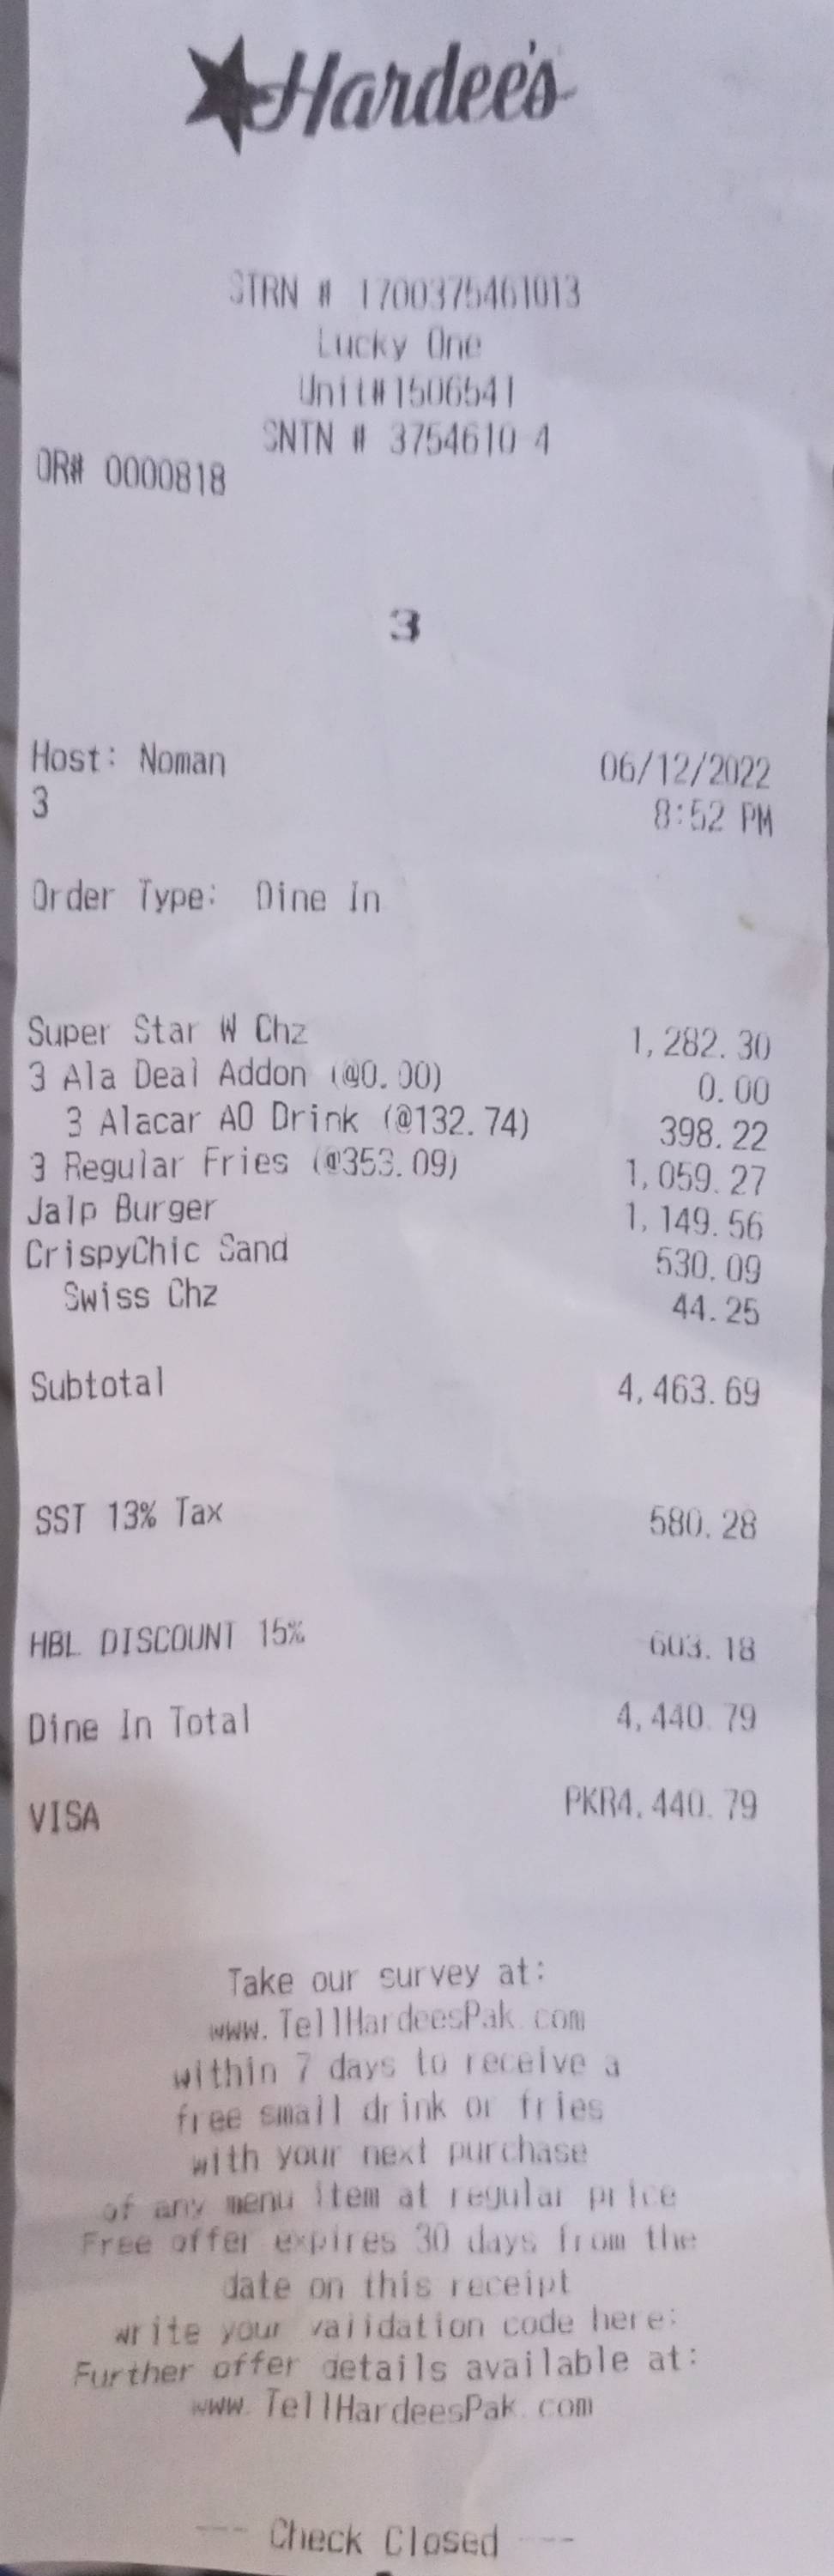 Hardee's
STRN # 1700375461013
Lucky One
Unit#1506541
SNTN # 3754610-4
OR# 0000818
3
Host: Noman 06/12/2022
3 8:52 PM
Order Type: Dine In
Super Star W Chz 1,282.30
3 Ala Deal Addon (@0.00) 0.00
3 Alacar AO Drink (@132.74) 398.22
3 Regular Fries (@353.09) 1,059.27
Jalp Burger 1,149.56
CrispyChic Sand 530.09
Swiss Chz 44.25
Subtotal 4,463.69
SST 13% Tax 580.28
HBL DISCOUNT 15% 603.18
Dine In Total 4,440.79
VISA PKR4,440.79
Take our survey at:
www.TellHardeesPak.com
within 7 days to receive a
free small drink or fries
with your next purchase
of any menu item at regular price
Free offer expires 30 days from the
date on this receipt
write your validation code here:
Further offer details available at:
www.TellHardeesPak.com
--- Check Closed ---